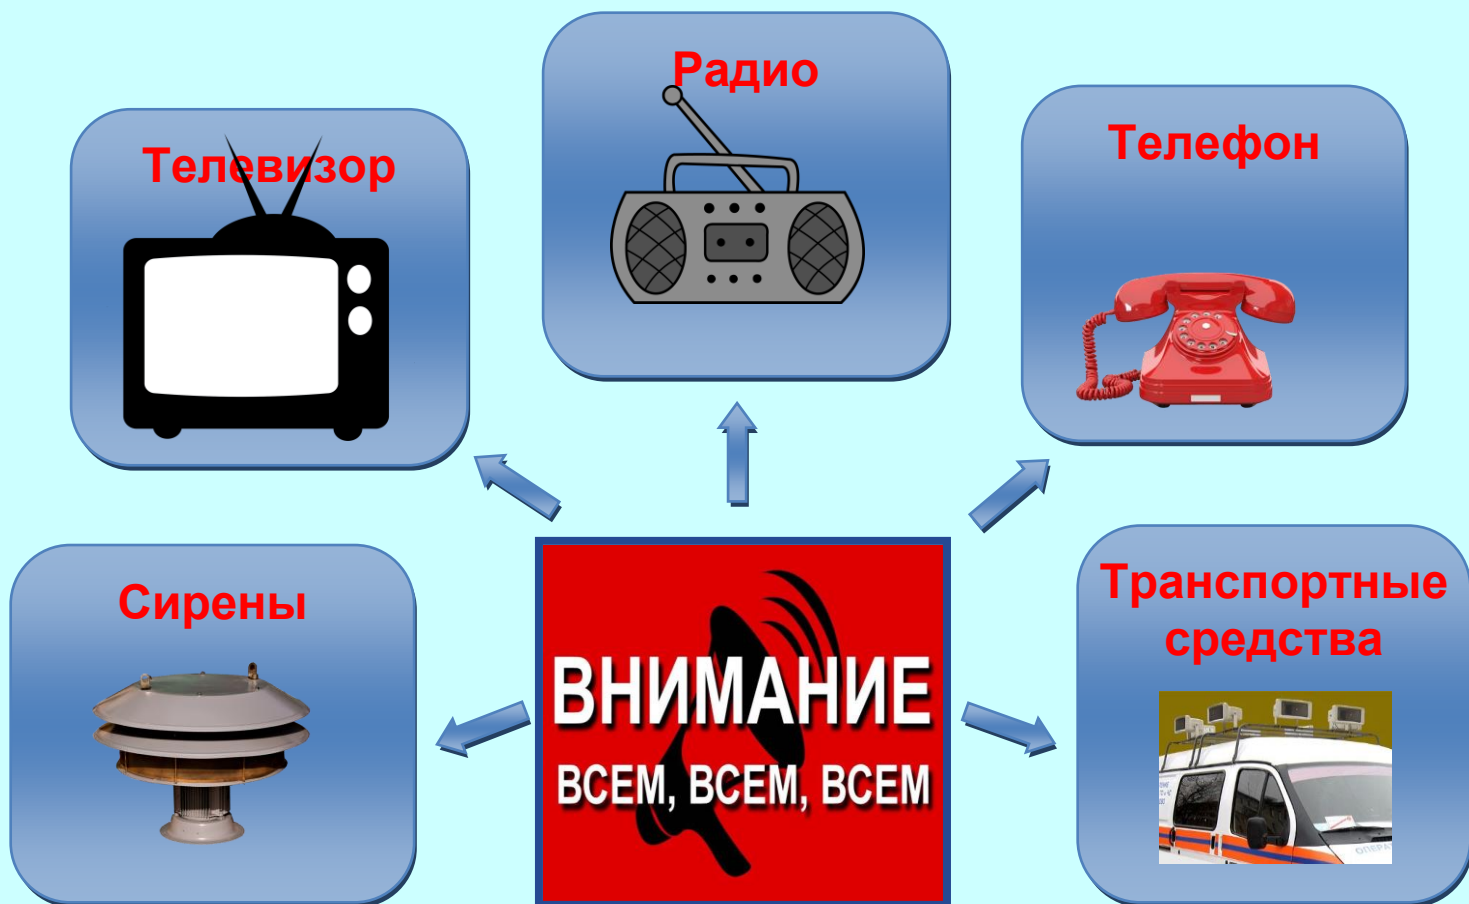 Радио
Телевизор
Телефон
Сирены
Транспортные
средства
ВНИМАНИЕ
ВСЕМ, ВСЕМ, ВСЕМ